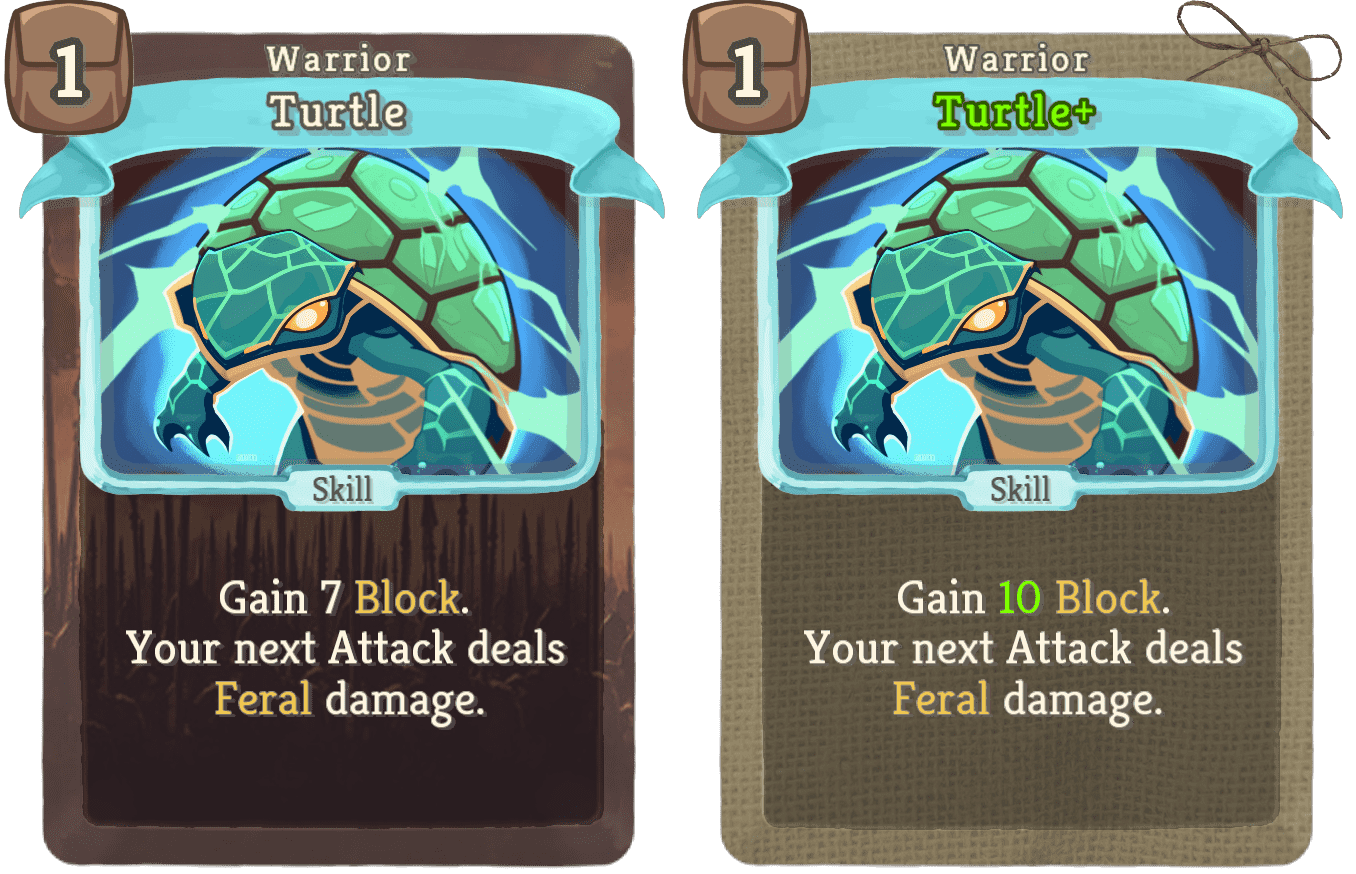 1
Warrior
Turtle
Skill
Gain 7 Block.
Your next Attack deals
Feral damage.
1
Warrior
Turtle+
Skill
Gain 10 Block.
Your next Attack deals
Feral damage.